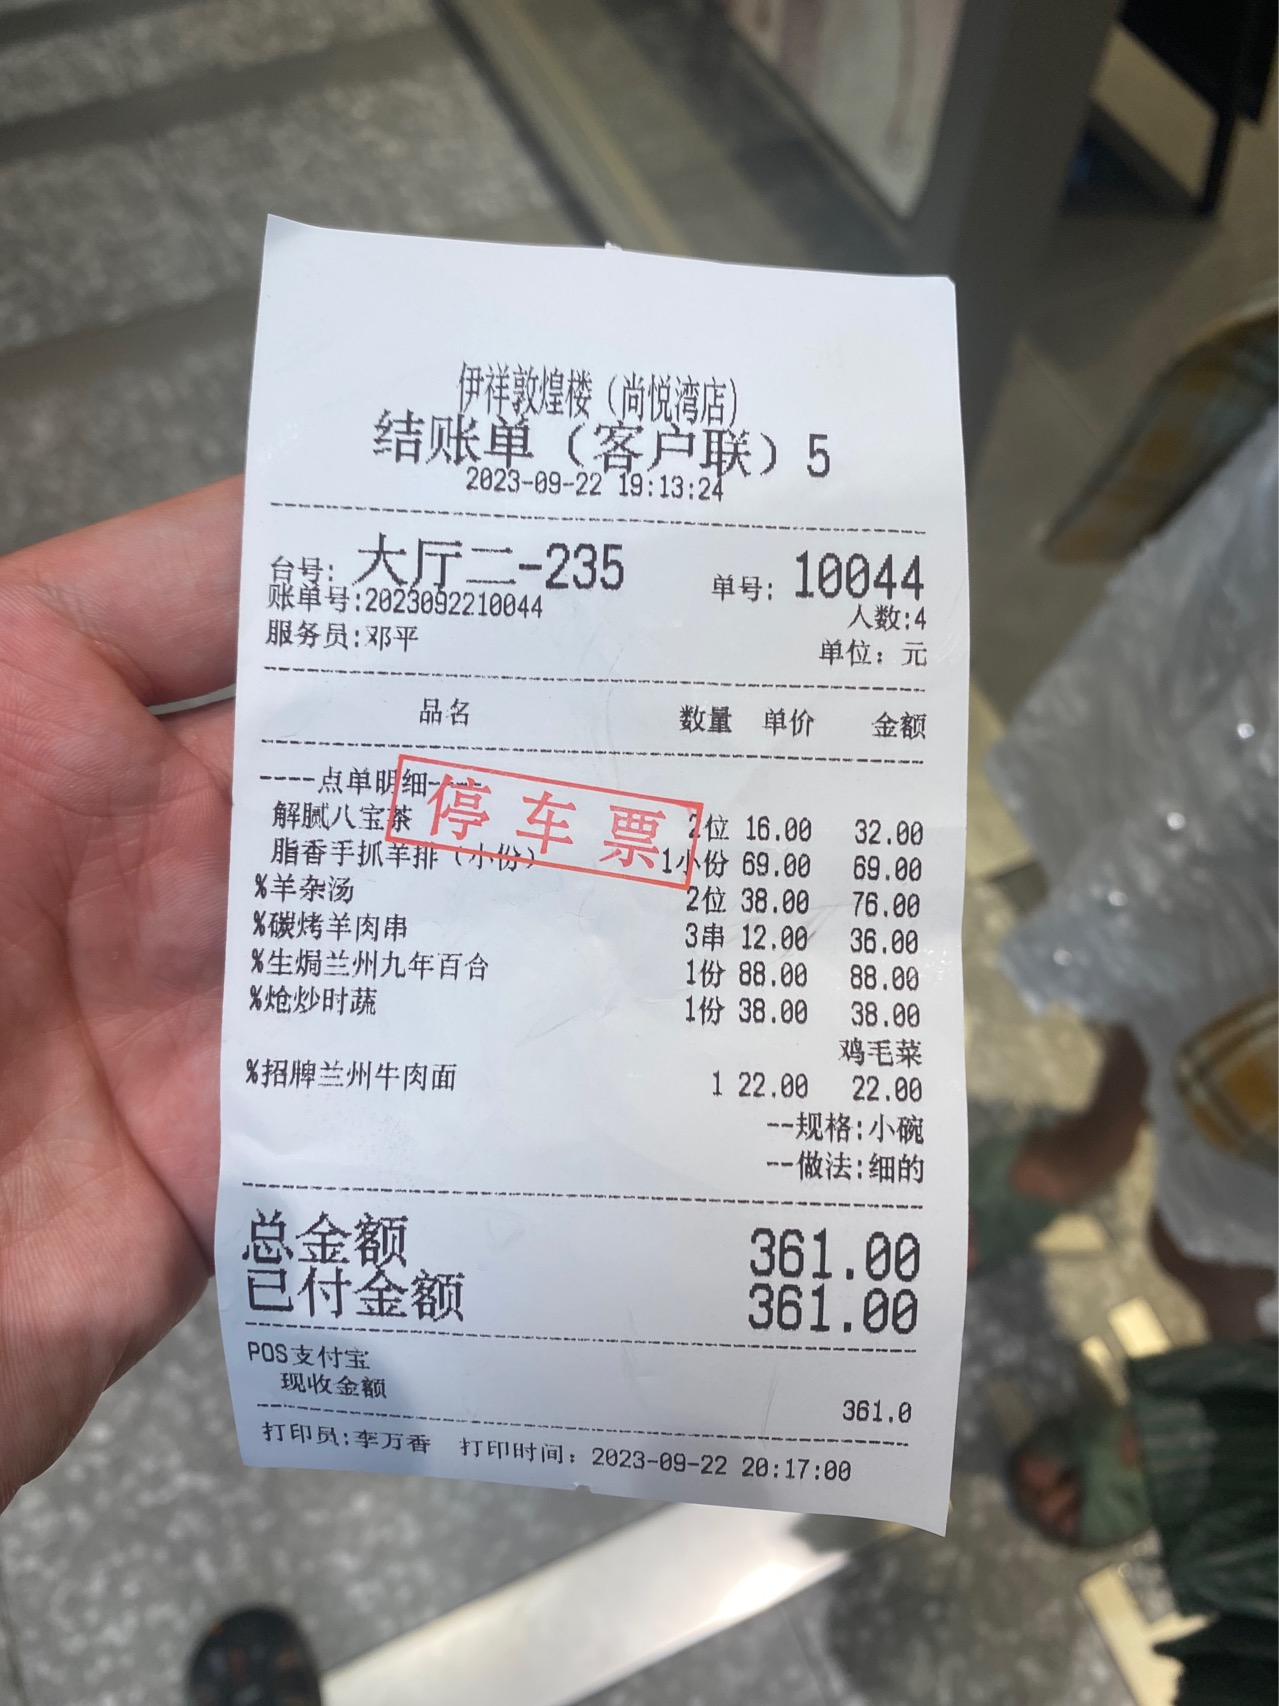 伊祥敦煌楼（尚悦湾店）
结账单（客户联）5
2023-09-22 19:13:24
台号: 大厅二-235 单号: 10044
账单号:2023092210044 人数:4
服务员:邓平 单位: 元
品名 数量 单价 金额
----点单明细----
停车票
解腻八宝茶 2位 16.00 32.00
脂香手抓羊排（小份） 1小份 69.00 69.00
%羊杂汤 2位 38.00 76.00
%碳烤羊肉串 3串 12.00 36.00
%生焗兰州九年百合 1份 88.00 88.00
%炝炒时蔬 1份 38.00 38.00
鸡毛菜
%招牌兰州牛肉面 1 22.00 22.00
--规格:小碗
--做法:细的
总金额 361.00
已付金额 361.00
POS支付宝
现收金额 361.0
打印员:李万香 打印时间: 2023-09-22 20:17:00